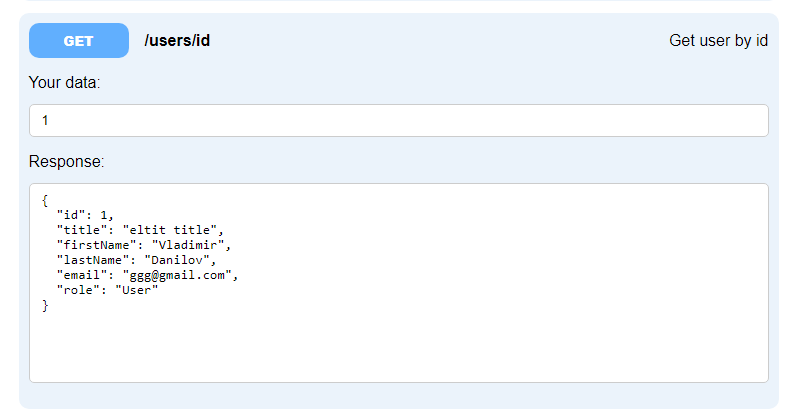 GET /users/id Get user by id
Your data:
1
Response:
{
"id": 1,
"title": "eltit title",
"firstName": "Vladimir",
"lastName": "Danilov",
"email": "ggg@gmail.com",
"role": "User"
}